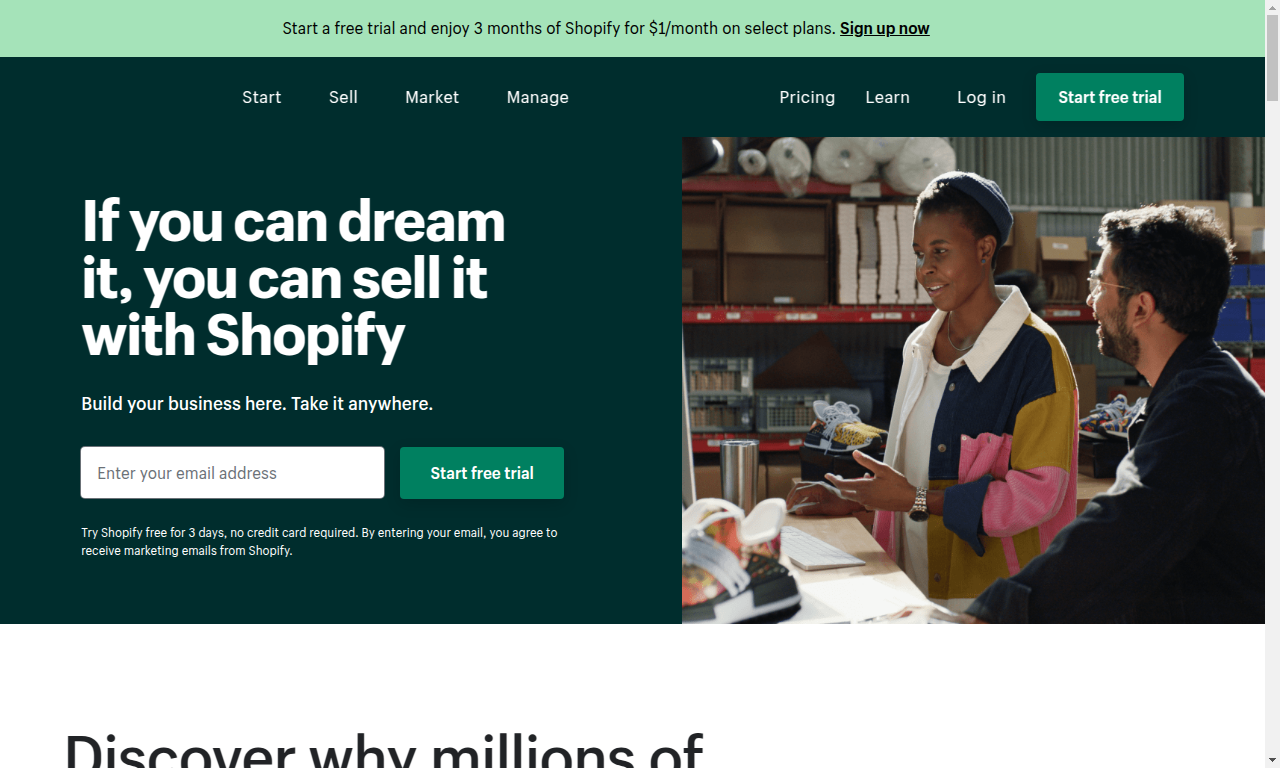 Start a free trial and enjoy 3 months of Shopify for $1/month on select plans. Sign up now
Start Sell Market Manage Pricing Learn Log in Start free trial
If you can dream
it, you can sell it
with Shopify
Build your business here. Take it anywhere.
Enter your email address Start free trial
Try Shopify free for 3 days, no credit card required. By entering your email, you agree to
receive marketing emails from Shopify.
Discover why millions of